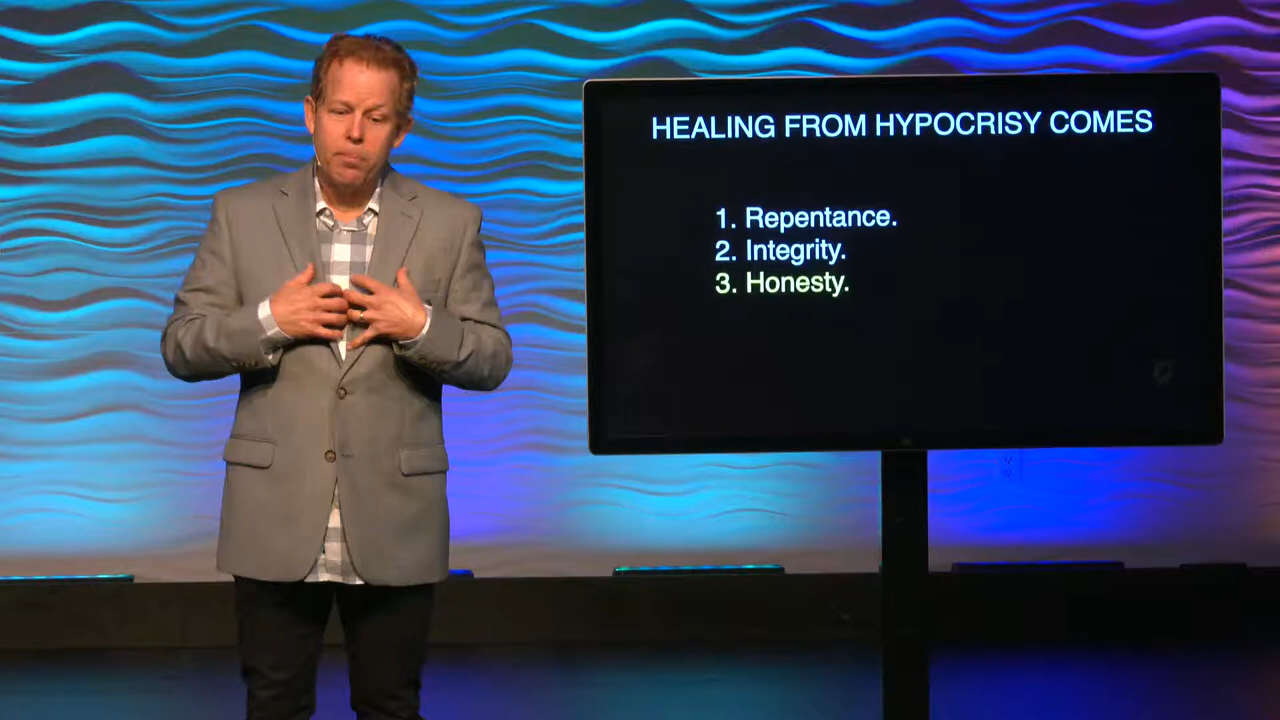 HEALING FROM HYPOCRISY COMES
1. Repentance.
2. Integrity.
3. Honesty.